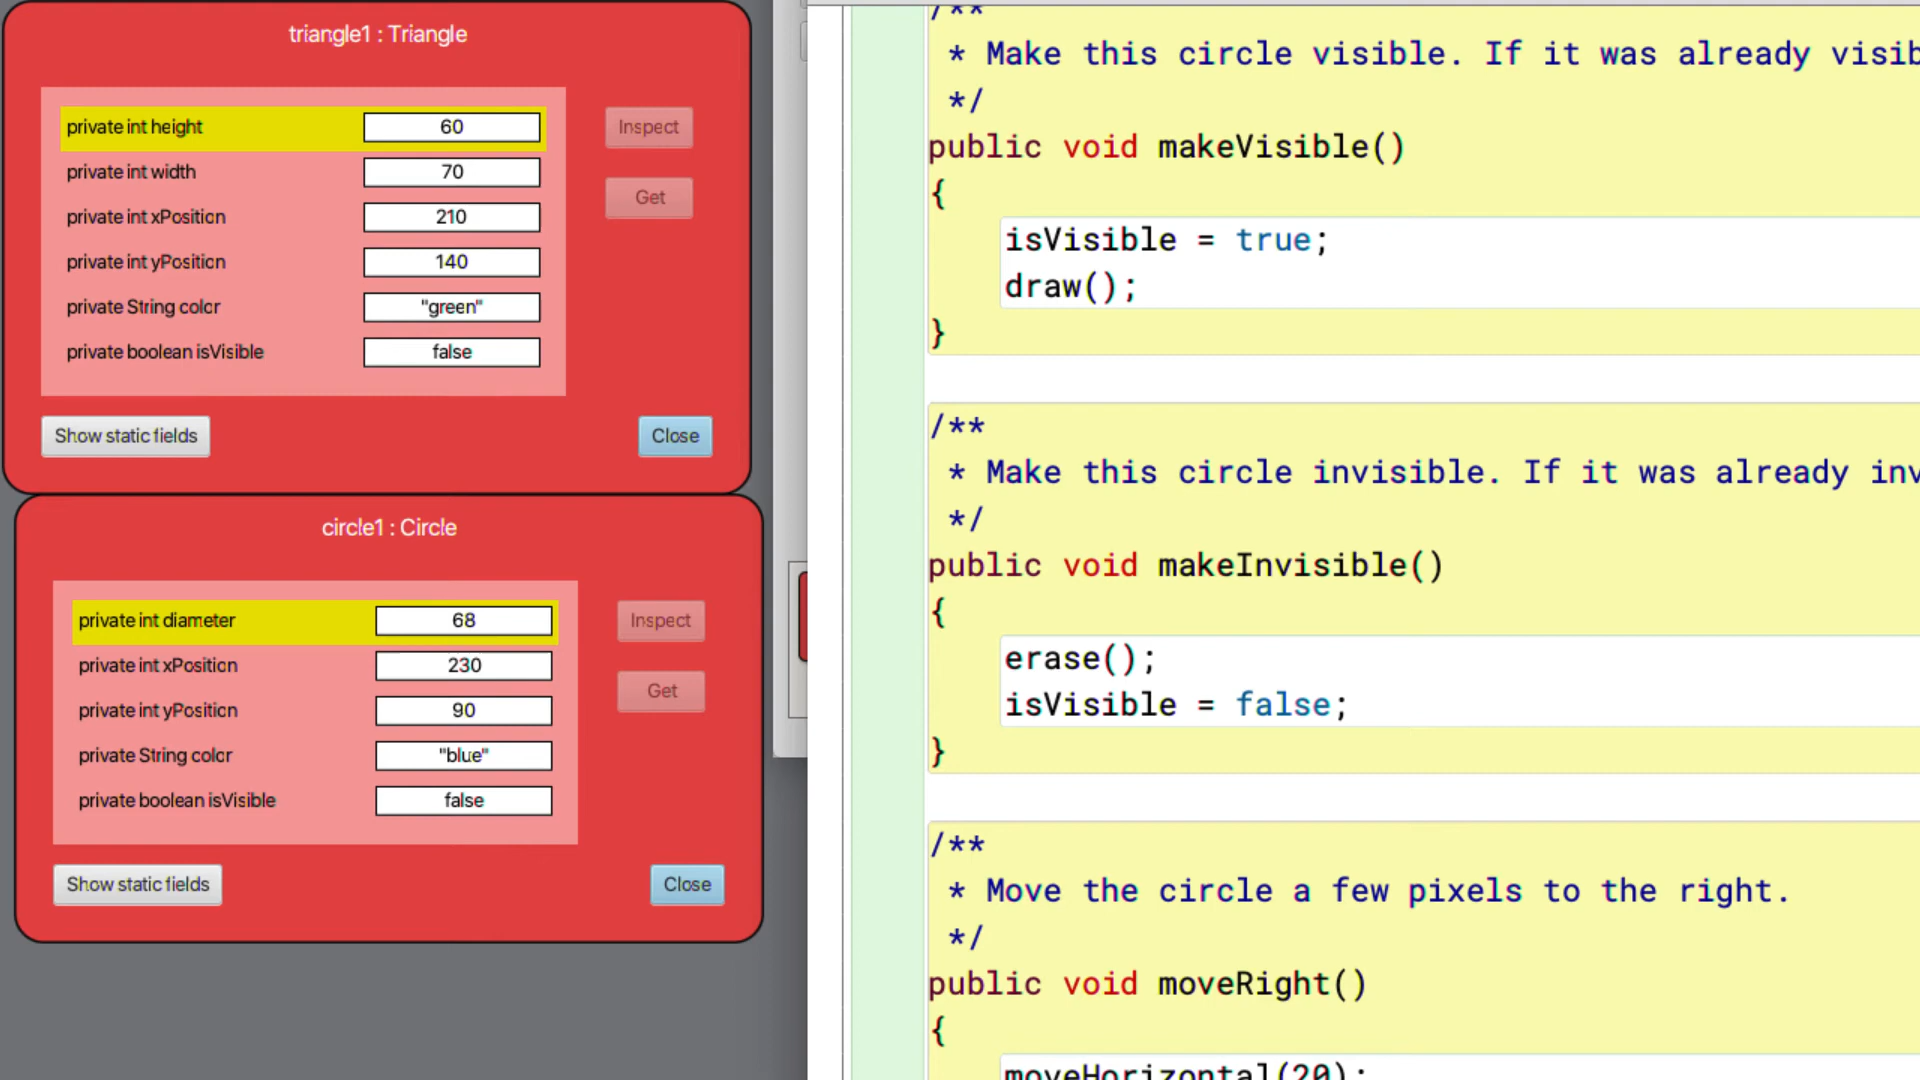 triangle1 : Triangle
private int height 60
private int width 70
private int xPosition 210
private int yPosition 140
private String color "green"
private boolean isVisible false
Inspect
Get
Show static fields
Close
circle1 : Circle
private int diameter 68
private int xPosition 230
private int yPosition 90
private String color "blue"
private boolean isVisible false
Inspect
Get
Show static fields
Close
/**
* Make this circle visible. If it was already
*/
public void makeVisible()
{
isVisible = true;
draw();
}
/**
* Make this circle invisible. If it was already
*/
public void makeInvisible()
{
erase();
isVisible = false;
}
/**
* Move the circle a few pixels to the right.
*/
public void moveRight()
{
moveHorizontal(20);